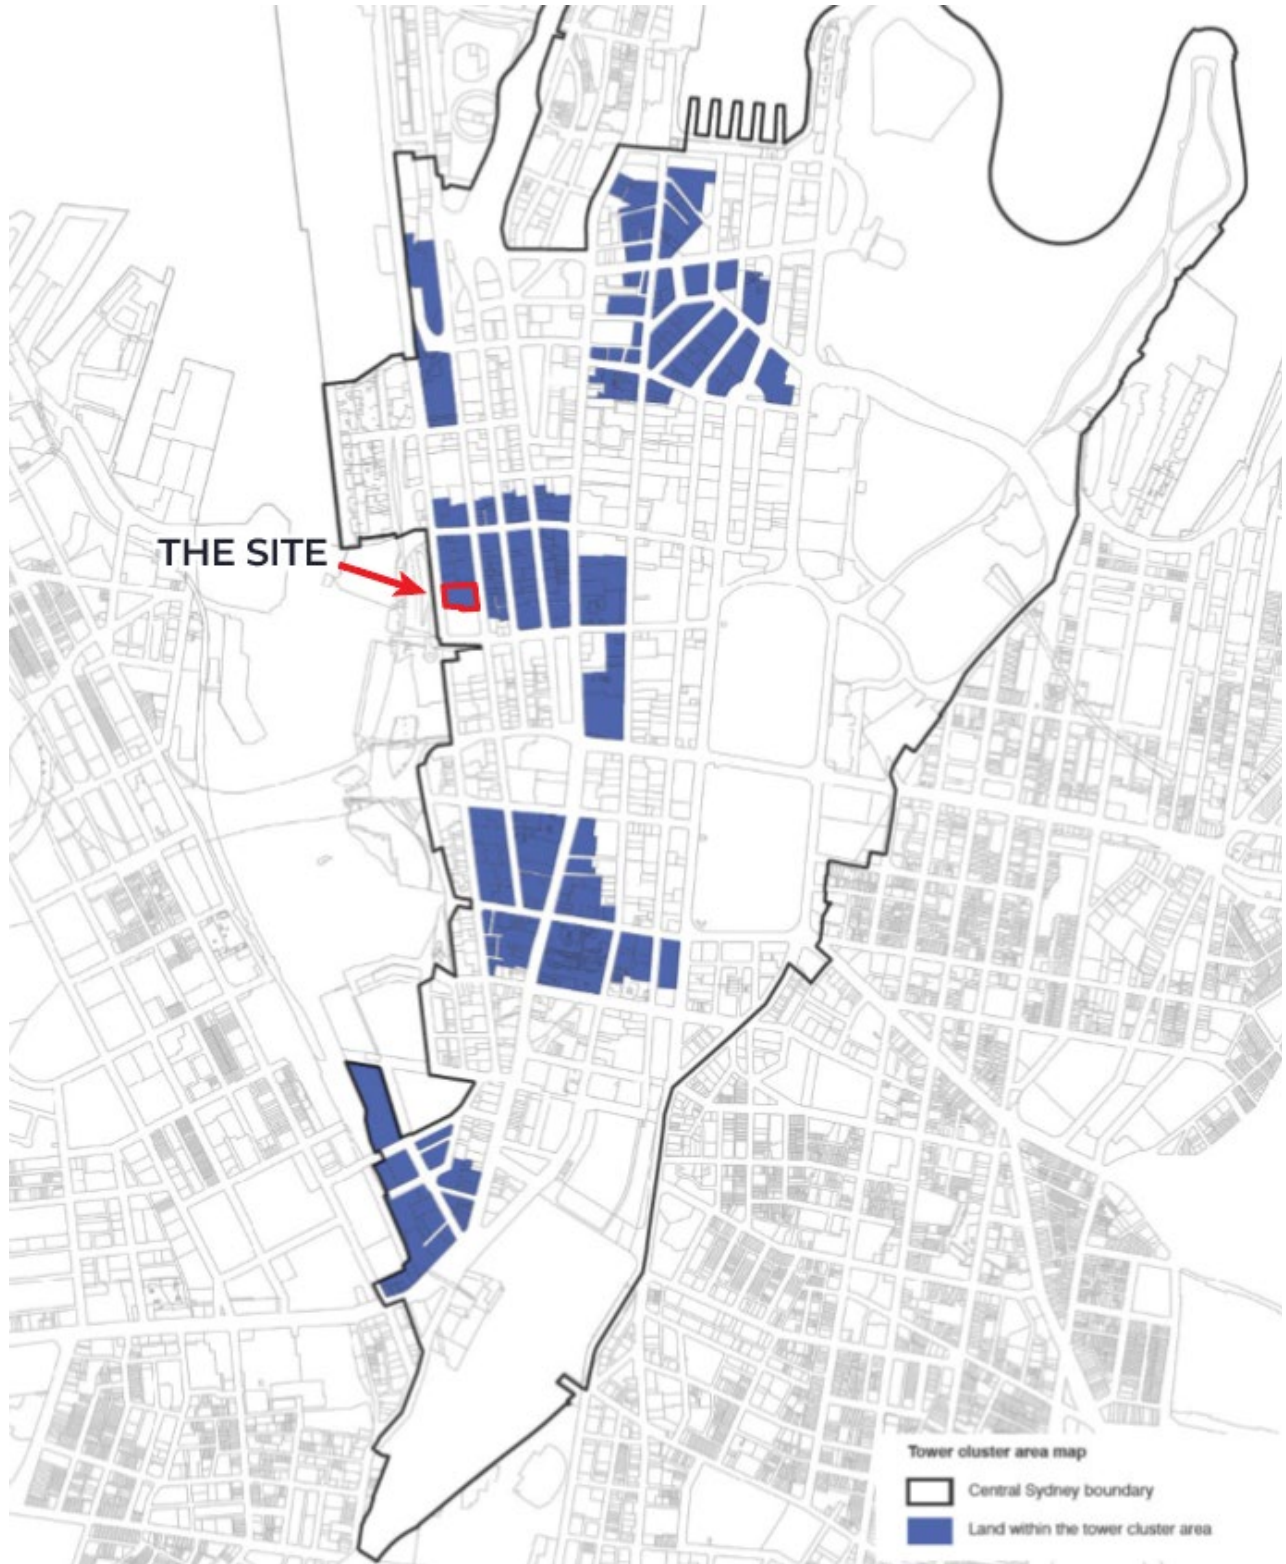 THE SITE
Tower cluster area map
Central Sydney boundary
Land within the tower cluster area